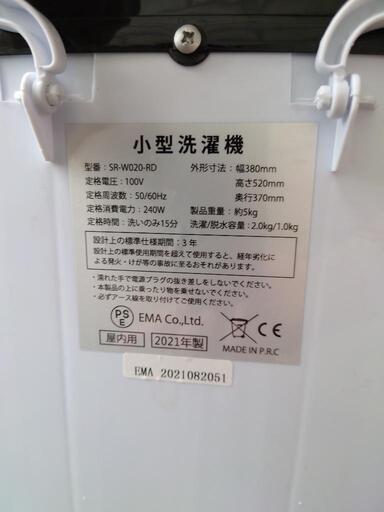 小型洗濯機
型番: SR-W020-RD 外形寸法: 幅380mm
定格電圧: 100V 高さ520mm
定格周波数: 50/60Hz 奥行370mm
定格消費電力: 240W 製品重量: 約5kg
定格時間: 洗いのみ15分 洗濯/脱水容量: 2.0kg/1.0kg
設計上の標準使用期間: 3年
設計上の標準使用期間を超えて使用すると、経年劣化に
よる発火・けが等の事故に至るおそれがあります。
・濡れた手で電源プラグの抜き差しをしないでください。
・本製品の上に乗ったり物を乗せないでください。
・必ずアース線を取り付けてご使用ください。
PS
E EMA Co.,Ltd. CE
屋内用 2021年製 MADE IN P.R.C
EMA 2021082051